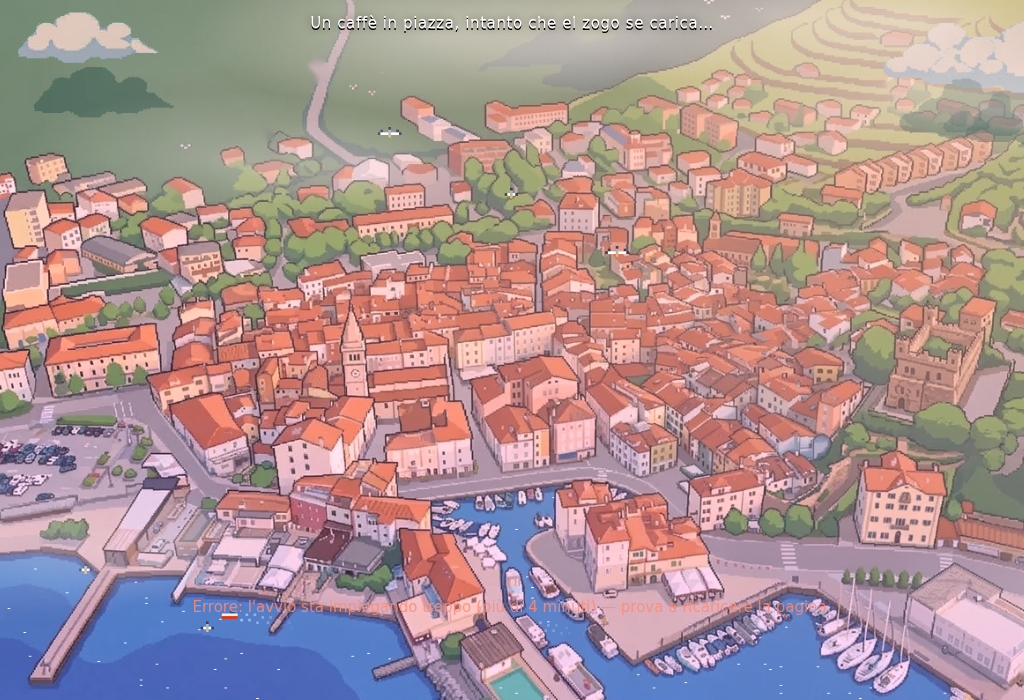 Un caffè in piazza, intanto che el zogo se carica...
Errore: l'avvio sta impiegando troppo (più di 4 minuti) — prova a ricaricare la pagina.